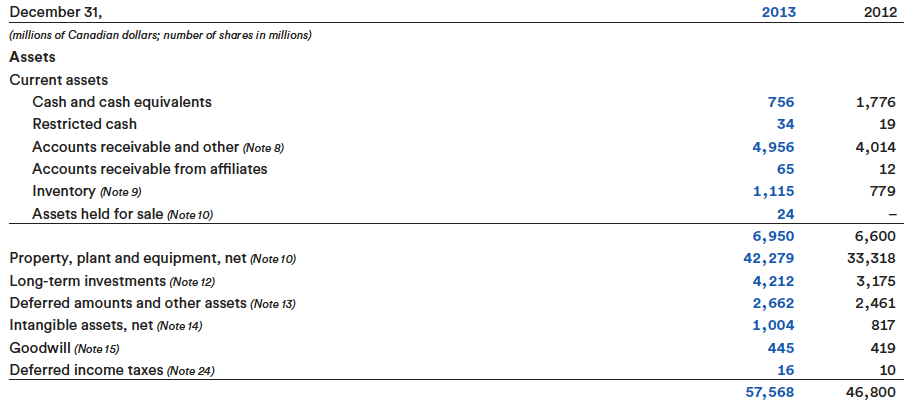 December 31, 2013 2012
(millions of Canadian dollars; number of shares in millions)
Assets
Current assets
Cash and cash equivalents 756 1,776
Restricted cash 34 19
Accounts receivable and other (Note 8) 4,956 4,014
Accounts receivable from affiliates 65 12
Inventory (Note 9) 1,115 779
Assets held for sale (Note 10) 24 –
6,950 6,600
Property, plant and equipment, net (Note 10) 42,279 33,318
Long-term investments (Note 12) 4,212 3,175
Deferred amounts and other assets (Note 13) 2,662 2,461
Intangible assets, net (Note 14) 1,004 817
Goodwill (Note 15) 445 419
Deferred income taxes (Note 24) 16 10
57,568 46,800